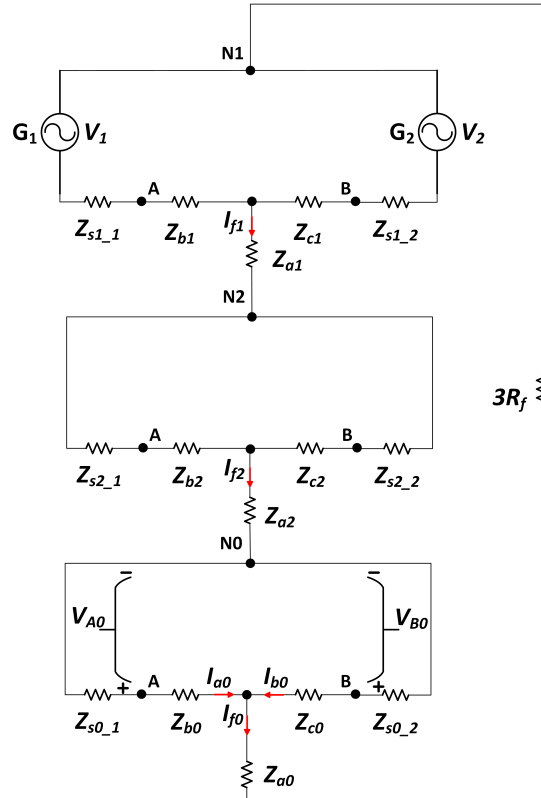 N1
G1 V1 G2 V2
A B
Zs1_1 Zb1 If1 Zc1 Zs1_2
Za1
N2
3Rf
A B
Zs2_1 Zb2 If2 Zc2 Zs2_2
Za2
N0
− −
VA0 VB0
+ A Ia0 Ib0 B +
Zs0_1 Zb0 If0 Zc0 Zs0_2
Za0